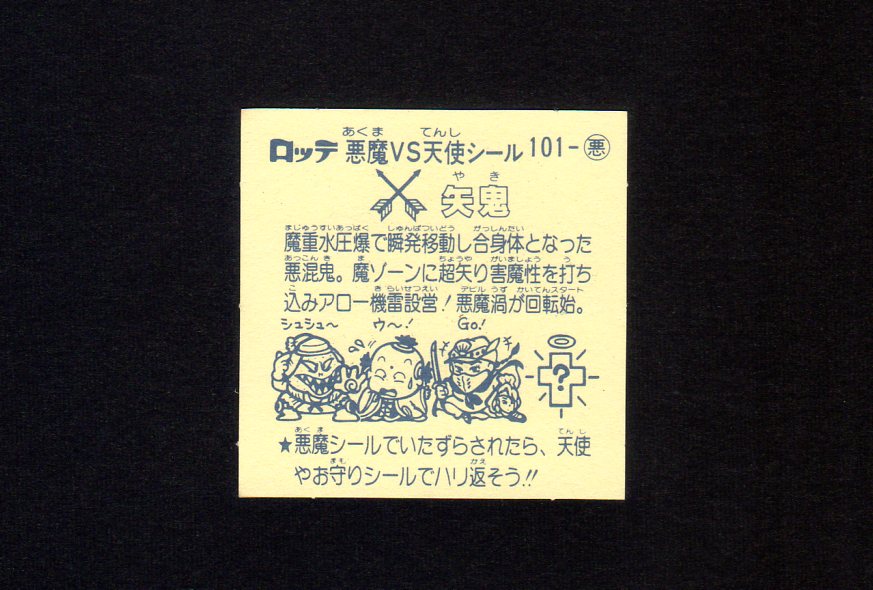 ロッテ 悪魔VS天使シール 101-悪
矢鬼
魔重水圧爆で瞬発移動し合身体となった
悪混鬼。魔ゾーンに超矢り害魔性を打ち
込みアロー機雷設営！悪魔渦が回転始。
シュシュ〜 ウ〜! Go!
?
★悪魔シールでいたずらされたら、天使
やお守りシールでハリ返そう!!